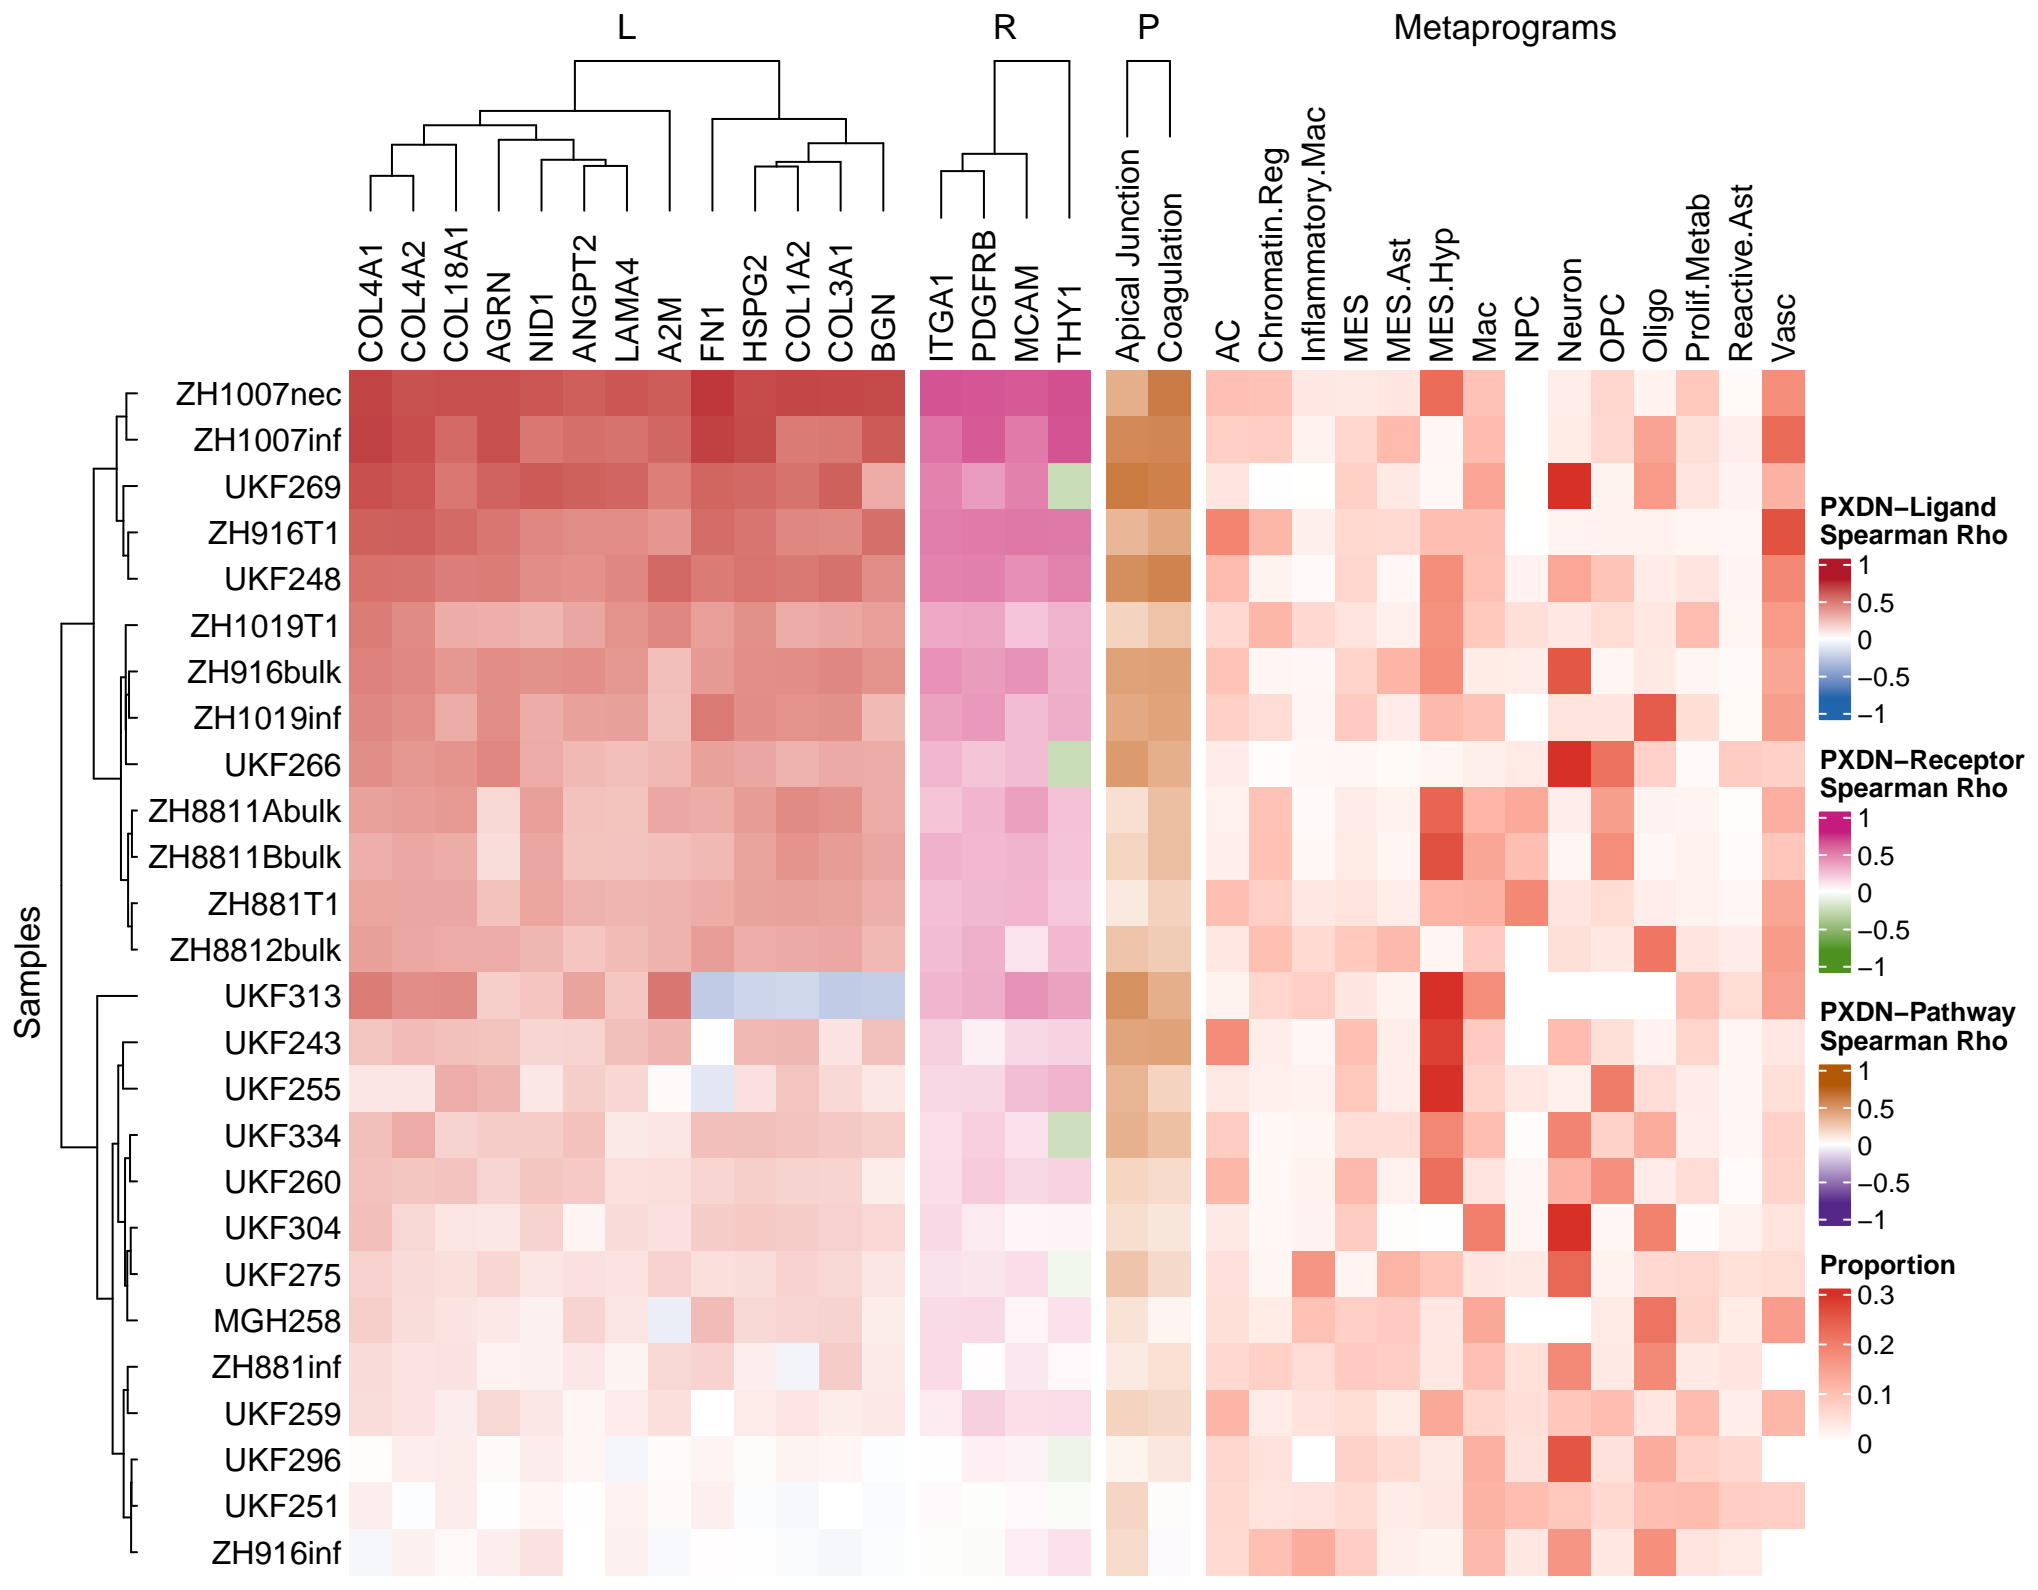 L
R
P
Metaprograms
COL4A1
COL4A2
COL18A1
AGRN
NID1
ANGPT2
LAMA4
A2M
FN1
HSPG2
COL1A2
COL3A1
BGN
ITGA1
PDGFRB
MCAM
THY1
Apical Junction
Coagulation
AC
Chromatin.Reg
Inflammatory.Mac
MES
MES.Ast
MES.Hyp
Mac
NPC
Neuron
OPC
Oligo
Prolif.Metab
Reactive.Ast
Vasc
Samples
ZH1007nec
ZH1007inf
UKF269
ZH916T1
UKF248
ZH1019T1
ZH916bulk
ZH1019inf
UKF266
ZH8811Abulk
ZH8811Bbulk
ZH881T1
ZH8812bulk
UKF313
UKF243
UKF255
UKF334
UKF260
UKF304
UKF275
MGH258
ZH881inf
UKF259
UKF296
UKF251
ZH916inf
PXDN−Ligand
Spearman Rho
1
0.5
0
−0.5
−1
PXDN−Receptor
Spearman Rho
1
0.5
0
−0.5
−1
PXDN−Pathway
Spearman Rho
1
0.5
0
−0.5
−1
Proportion
0.3
0.2
0.1
0